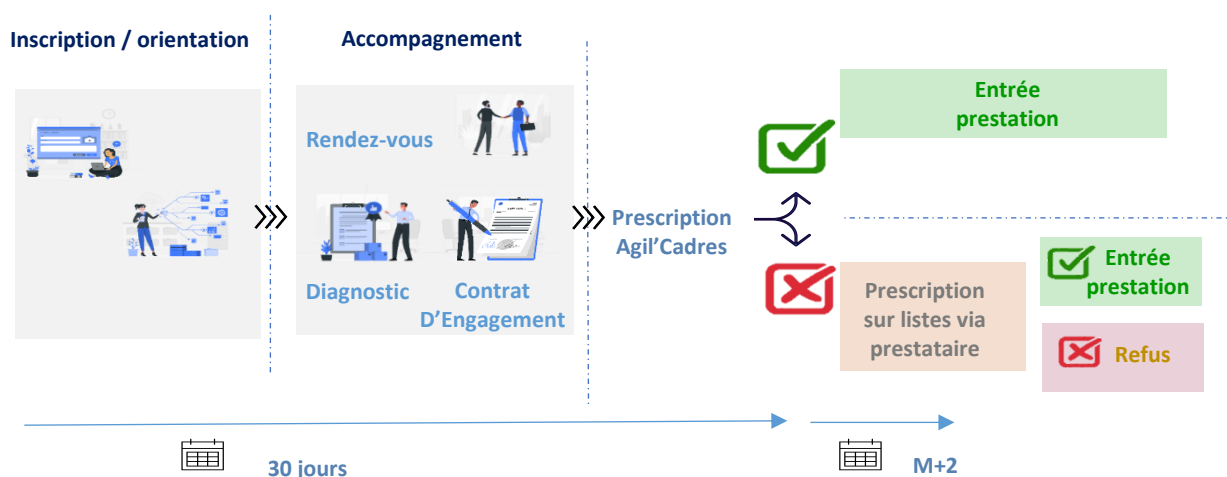 Inscription / orientation
Accompagnement
Rendez-vous
Diagnostic
Contrat
D’Engagement
Prescription
Agil’Cadres
Entrée
prestation
Prescription
sur listes via
prestataire
Entrée
prestation
Refus
30 jours
M+2